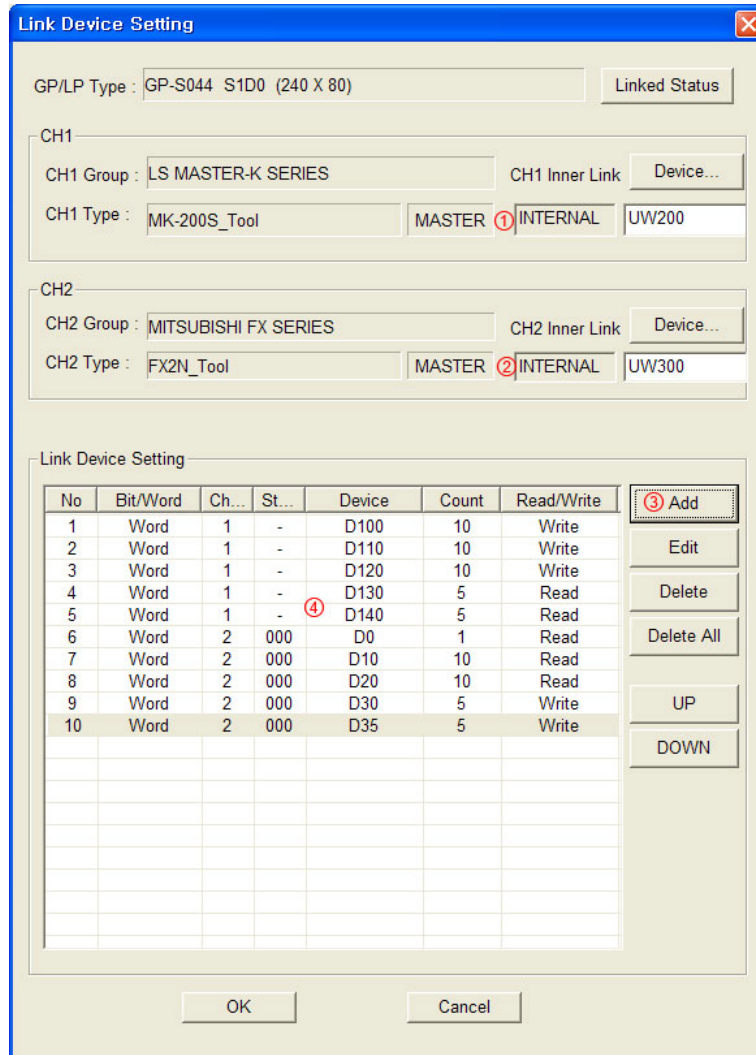 Link Device Setting
GP/LP Type : GP-S044 S1D0 (240 X 80) Linked Status
CH1
CH1 Group : LS MASTER-K SERIES CH1 Inner Link Device...
CH1 Type : MK-200S_Tool MASTER ① INTERNAL UW200
CH2
CH2 Group : MITSUBISHI FX SERIES CH2 Inner Link Device...
CH2 Type : FX2N_Tool MASTER ② INTERNAL UW300
Link Device Setting
No Bit/Word Ch... St... Device Count Read/Write ③ Add
1 Word 1 - D100 10 Write
2 Word 1 - D110 10 Write Edit
3 Word 1 - D120 10 Write
4 Word 1 - D130 5 Read Delete
5 Word 1 - ④ D140 5 Read
6 Word 2 000 D0 1 Read Delete All
7 Word 2 000 D10 10 Read
8 Word 2 000 D20 10 Read
9 Word 2 000 D30 5 Write UP
10 Word 2 000 D35 5 Write
DOWN
OK Cancel